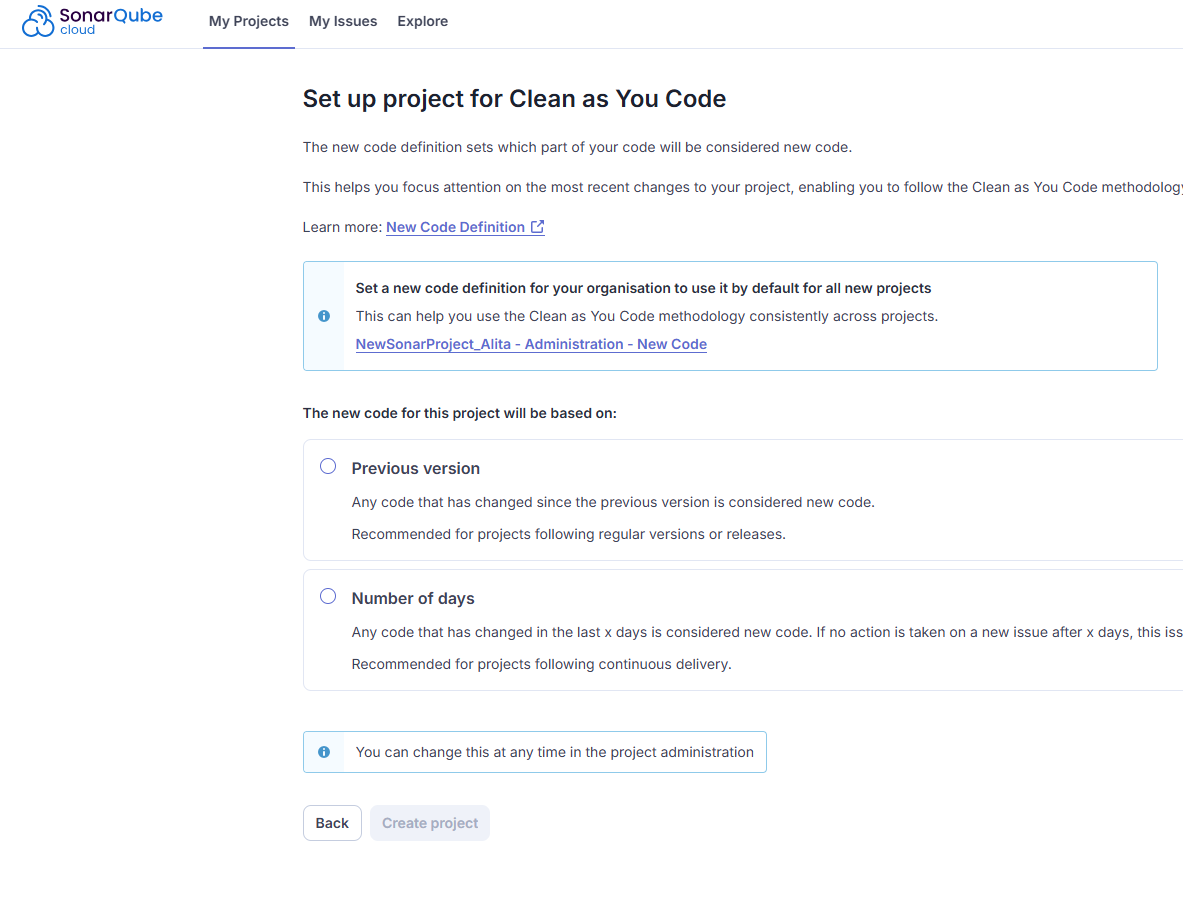 SonarQube
cloud
My Projects My Issues Explore
Set up project for Clean as You Code
The new code definition sets which part of your code will be considered new code.
This helps you focus attention on the most recent changes to your project, enabling you to follow the Clean as You Code methodology
Learn more: New Code Definition
Set a new code definition for your organisation to use it by default for all new projects
This can help you use the Clean as You Code methodology consistently across projects.
NewSonarProject_Alita - Administration - New Code
The new code for this project will be based on:
Previous version
Any code that has changed since the previous version is considered new code.
Recommended for projects following regular versions or releases.
Number of days
Any code that has changed in the last x days is considered new code. If no action is taken on a new issue after x days, this iss
Recommended for projects following continuous delivery.
You can change this at any time in the project administration
Back Create project